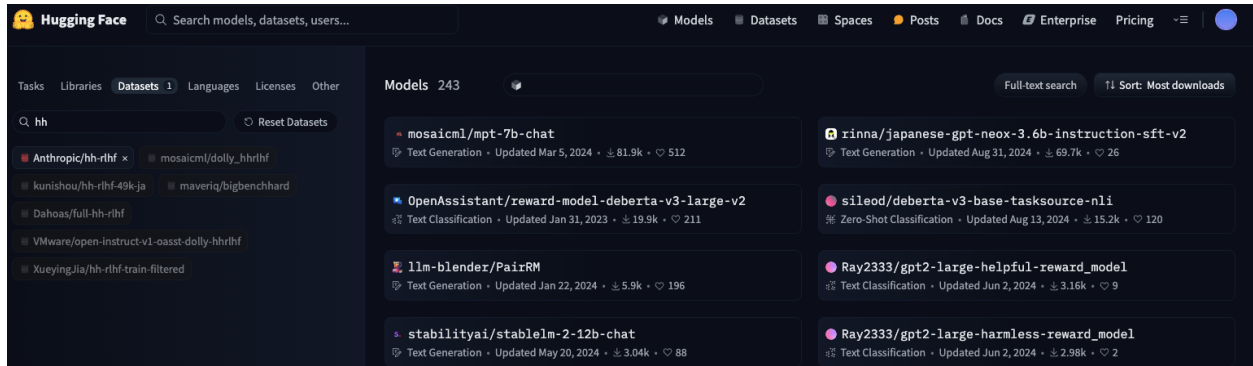 Hugging Face
Search models, datasets, users...
Models
Datasets
Spaces
Posts
Docs
Enterprise
Pricing
Tasks Libraries Datasets 1 Languages Licenses Other
hh
Reset Datasets
Anthropic/hh-rlhf ×
mosaicml/dolly_hhrlhf
kunishou/hh-rlhf-49k-ja
maveriq/bigbenchhard
Dahoas/full-hh-rlhf
VMware/open-instruct-v1-oasst-dolly-hhrlhf
XueyingJia/hh-rlhf-train-filtered
Models 243
Full-text search
↑↓ Sort: Most downloads
mosaicml/mpt-7b-chat
Text Generation • Updated Mar 5, 2024 • 81.9k • 512
rinna/japanese-gpt-neox-3.6b-instruction-sft-v2
Text Generation • Updated Aug 31, 2024 • 69.7k • 26
OpenAssistant/reward-model-deberta-v3-large-v2
Text Classification • Updated Jan 31, 2023 • 19.9k • 211
sileod/deberta-v3-base-tasksource-nli
Zero-Shot Classification • Updated Aug 13, 2024 • 15.2k • 120
llm-blender/PairRM
Text Generation • Updated Jan 22, 2024 • 5.9k • 196
Ray2333/gpt2-large-helpful-reward_model
Text Classification • Updated Jun 2, 2024 • 3.16k • 9
stabilityai/stablelm-2-12b-chat
Text Generation • Updated May 20, 2024 • 3.04k • 88
Ray2333/gpt2-large-harmless-reward_model
Text Classification • Updated Jun 2, 2024 • 2.98k • 2